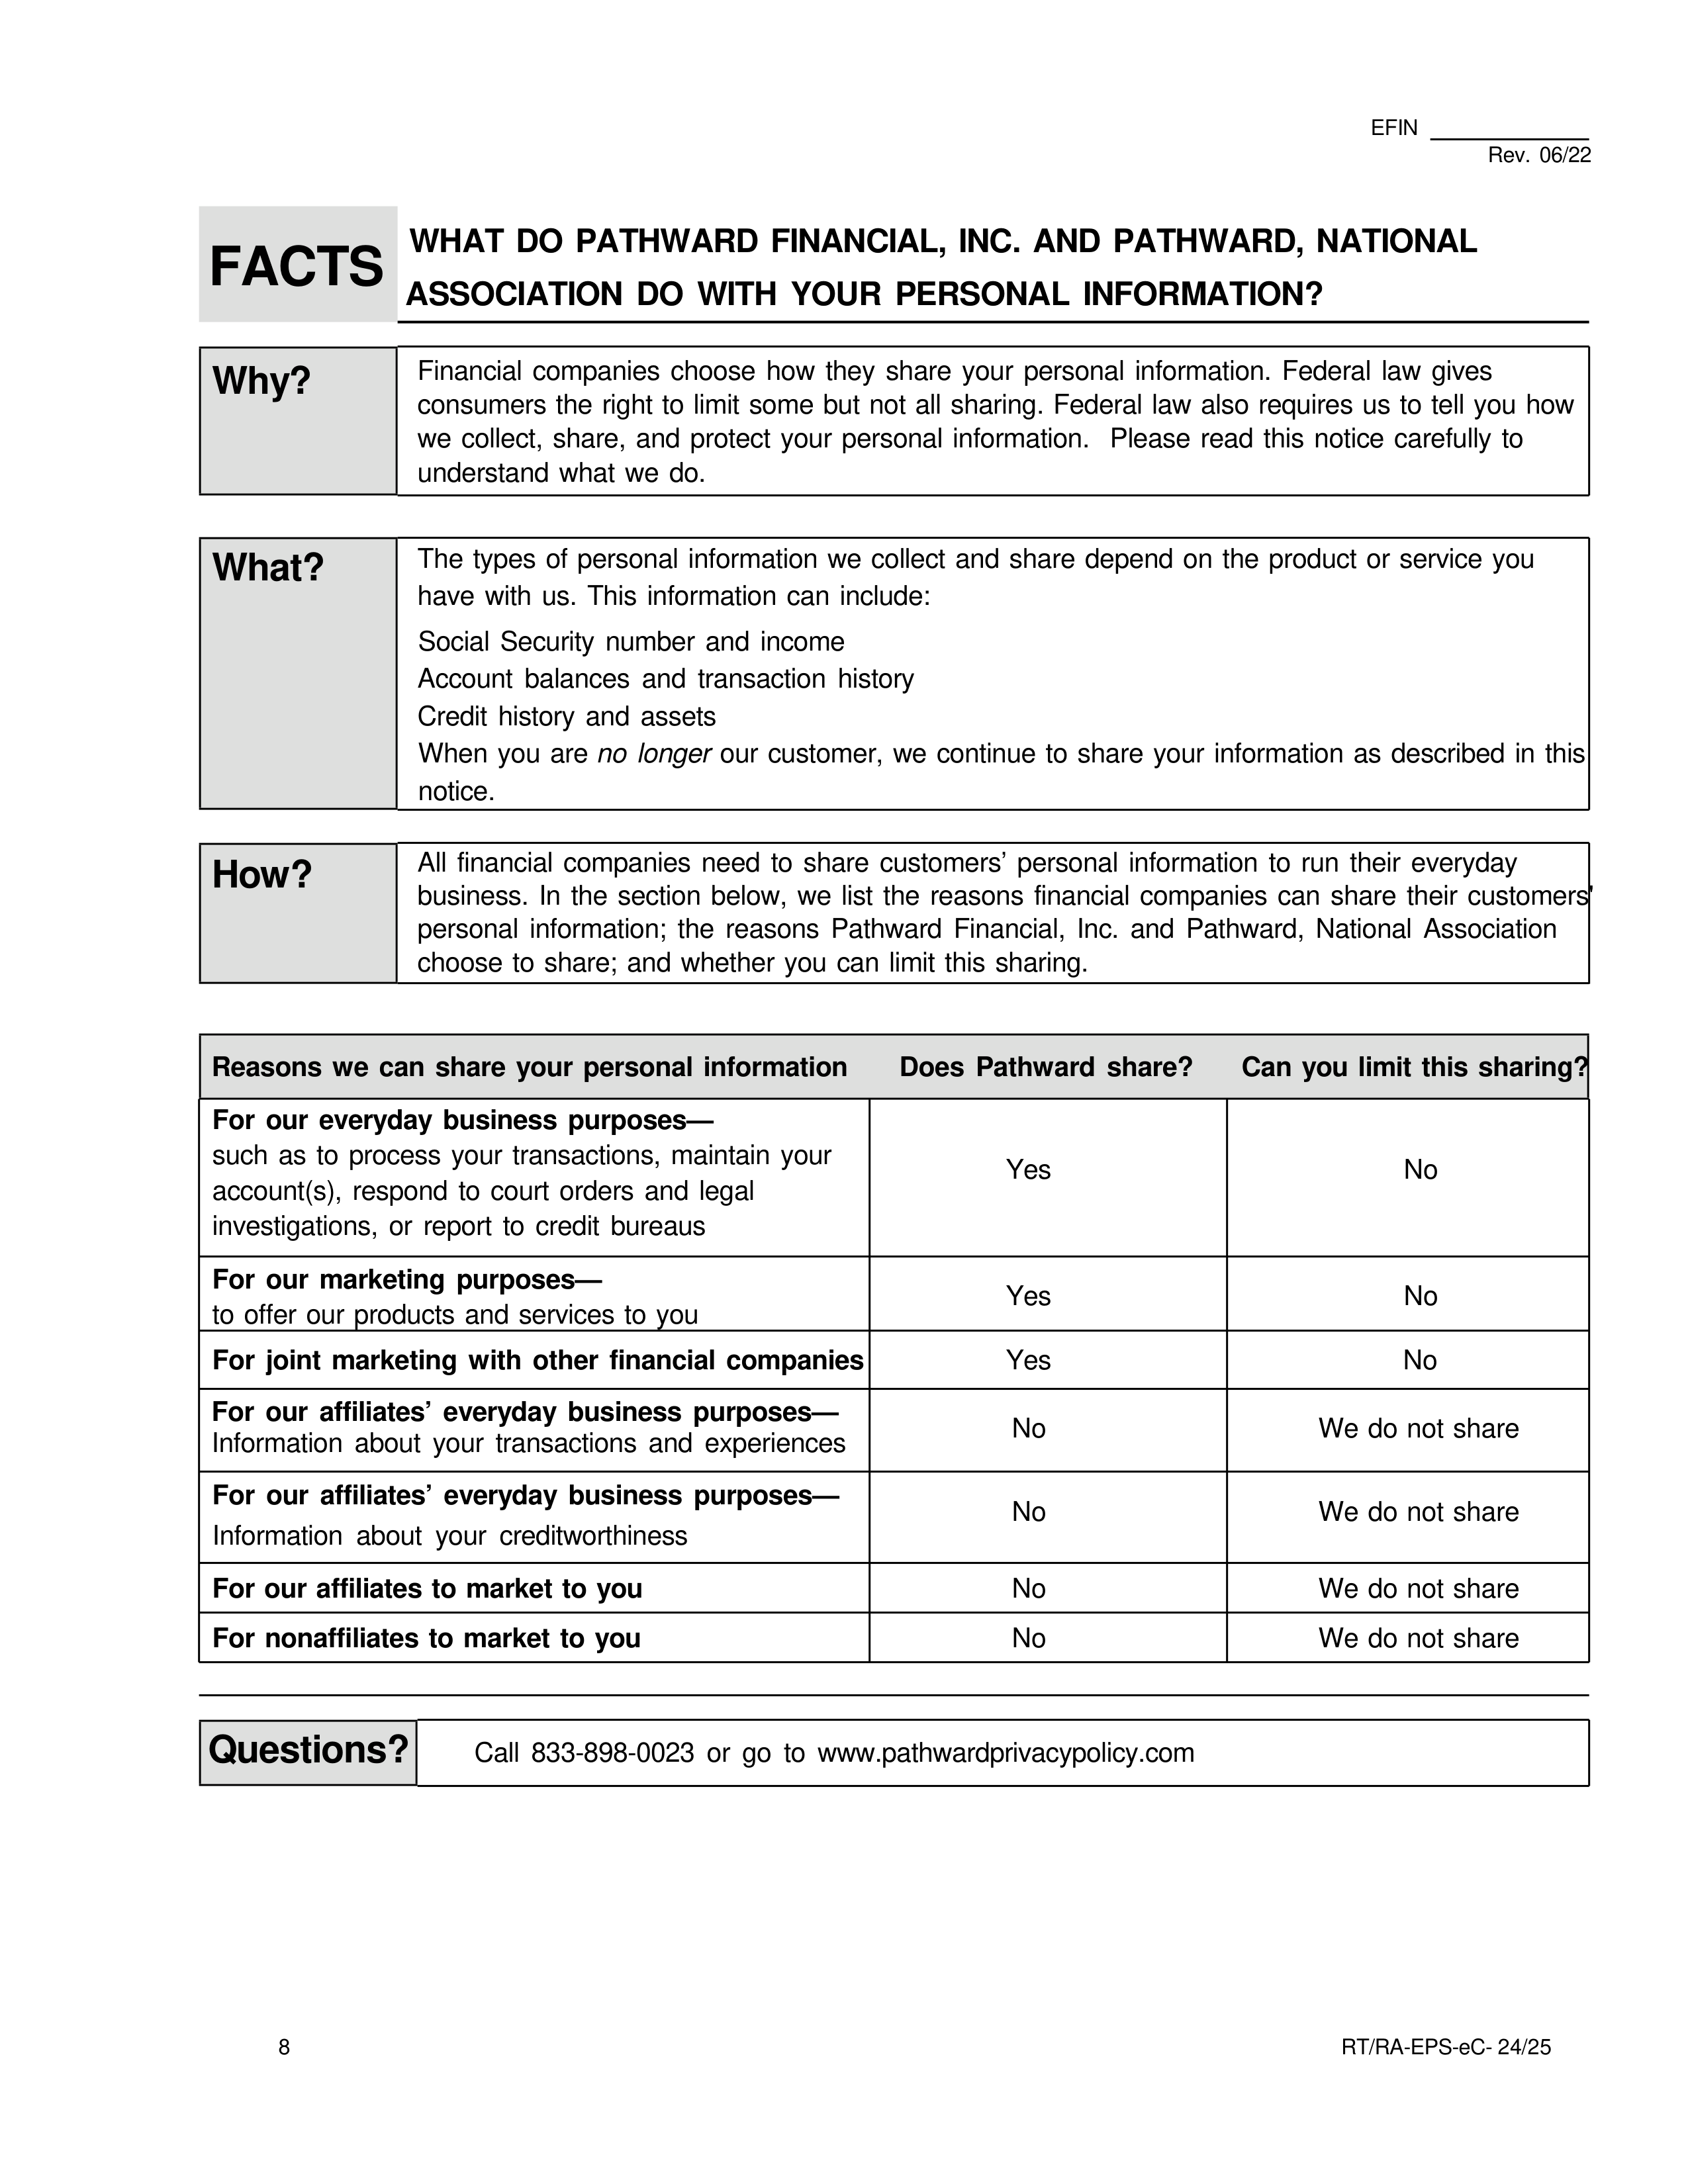 EFIN
Rev. 06/22
FACTS
WHAT DO PATHWARD FINANCIAL, INC. AND PATHWARD, NATIONAL
ASSOCIATION DO WITH YOUR PERSONAL INFORMATION?
Why?
Financial companies choose how they share your personal information. Federal law gives
consumers the right to limit some but not all sharing. Federal law also requires us to tell you how
we collect, share, and protect your personal information. Please read this notice carefully to
understand what we do.
What?
The types of personal information we collect and share depend on the product or service you
have with us. This information can include:
Social Security number and income
Account balances and transaction history
Credit history and assets
When you are no longer our customer, we continue to share your information as described in this
notice.
How?
All financial companies need to share customers’ personal information to run their everyday
business. In the section below, we list the reasons financial companies can share their customers'
personal information; the reasons Pathward Financial, Inc. and Pathward, National Association
choose to share; and whether you can limit this sharing.
Reasons we can share your personal information Does Pathward share? Can you limit this sharing?
For our everyday business purposes—
such as to process your transactions, maintain your
account(s), respond to court orders and legal
investigations, or report to credit bureaus
Yes No
For our marketing purposes—
to offer our products and services to you
Yes No
For joint marketing with other financial companies Yes No
For our affiliates’ everyday business purposes—
Information about your transactions and experiences
No We do not share
For our affiliates’ everyday business purposes—
Information about your creditworthiness
No We do not share
For our affiliates to market to you No We do not share
For nonaffiliates to market to you No We do not share
Questions?
Call 833-898-0023 or go to www.pathwardprivacypolicy.com
8 RT/RA-EPS-eC- 24/25